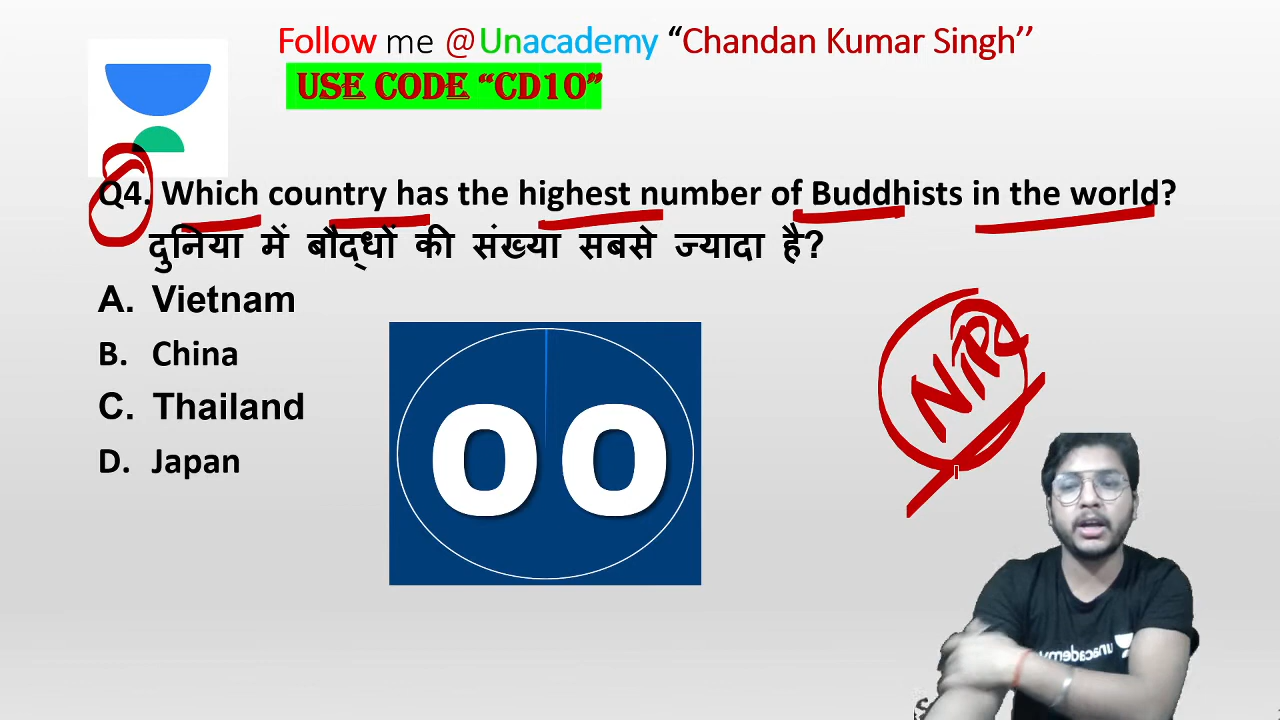 Follow me @Unacademy “Chandan Kumar Singh’’
USE CODE “CD10”
Q4. Which country has the highest number of Buddhists in the world?
दुनिया में बौद्धों की संख्या सबसे ज्यादा है?
A. Vietnam
B. China
C. Thailand
D. Japan
00
unacademy